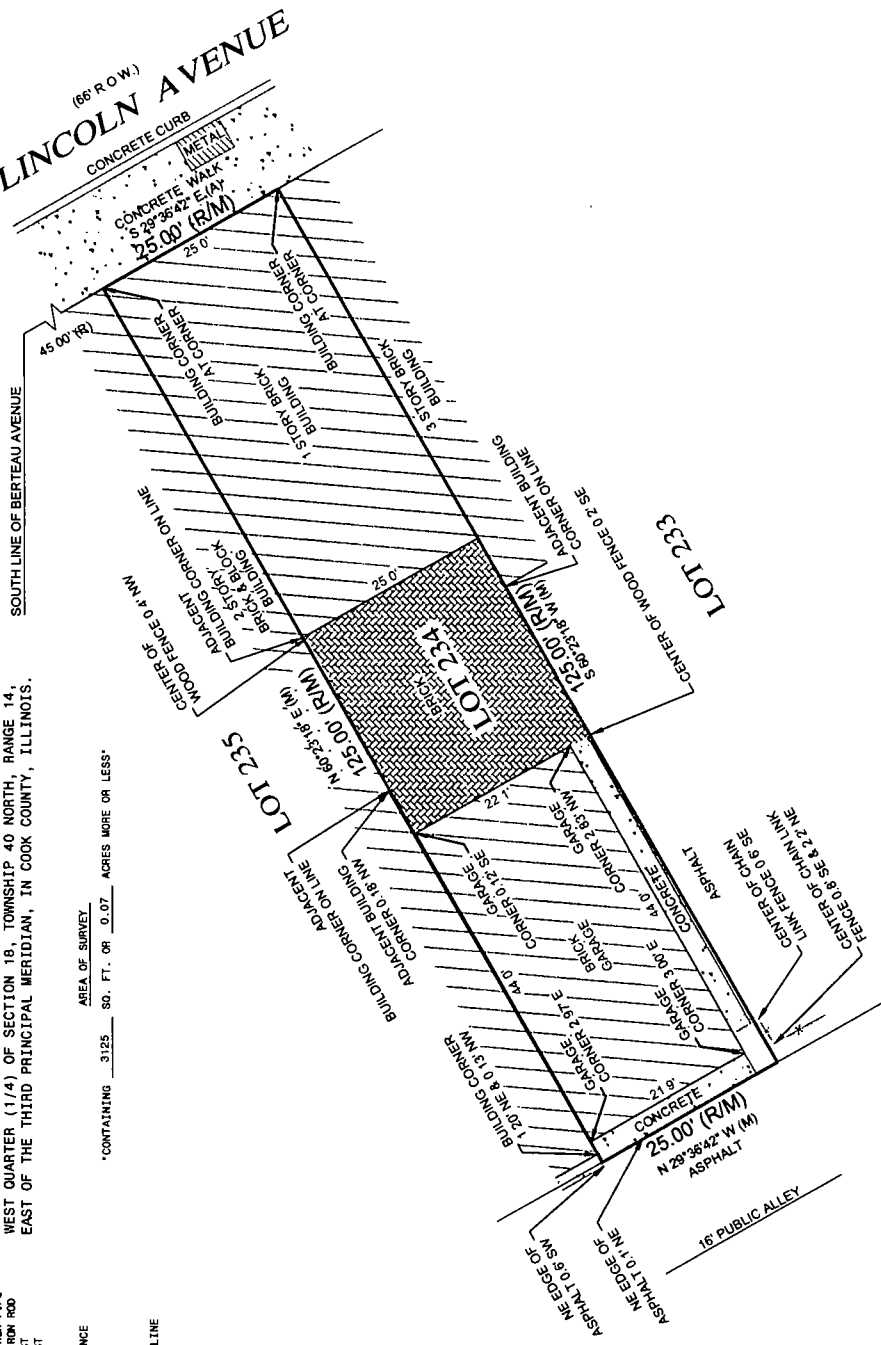 (66' R O W.)
LINCOLN AVENUE
CONCRETE CURB
METAL
CONCRETE WALK
S 29°36'42" E (A)
25.00' (R/M)
25 0'
45 00' (R)
SOUTH LINE OF BERTEAU AVENUE
BUILDING CORNER
AT CORNER
BUILDING CORNER
AT CORNER
1 STORY BRICK
BUILDING
3 STORY BRICK
BUILDING
ADJACENT BUILDING
CORNER ON LINE
CENTER OF WOOD FENCE 0 2' SE
LOT 233
2 STORY
BRICK & BLOCK
BUILDING
ADJACENT
BUILDING CORNER ON LINE
CENTER OF
WOOD FENCE 0 4' NW
25 0'
N 60°23'18" E (M)
125.00' (R/M)
LOT 235
BRICK
LOT 234
125.00' (R/M)
S 60°23'18" W (M)
22 1'
ADJACENT
BUILDING CORNER ON LINE
ADJACENT BUILDING
CORNER 0.18' NW
GARAGE
CORNER 0.12' SE
GARAGE
CORNER 2 83' NW
44 0'
44 0'
BRICK
GARAGE
CONCRETE
ASPHALT
CENTER OF CHAIN
LINK FENCE 0.6' SE
CENTER OF CHAIN LINK
FENCE 0.8' SE & 2.2' NE
BUILDING CORNER
1 20' NE & 0 13' NW
GARAGE
CORNER 2 97' E
GARAGE
CORNER 3 00' E
21 9'
CONCRETE
25.00' (R/M)
N 29°36'42" W (M)
ASPHALT
NE EDGE OF
ASPHALT 0.6' SW
NE EDGE OF
ASPHALT 0.1' NE
16' PUBLIC ALLEY
WEST QUARTER (1/4) OF SECTION 18, TOWNSHIP 40 NORTH, RANGE 14,
EAST OF THE THIRD PRINCIPAL MERIDIAN, IN COOK COUNTY, ILLINOIS.
AREA OF SURVEY
"CONTAINING 3125 SQ. FT. OR 0.07 ACRES MORE OR LESS"
RON ROD
NCE
LINE